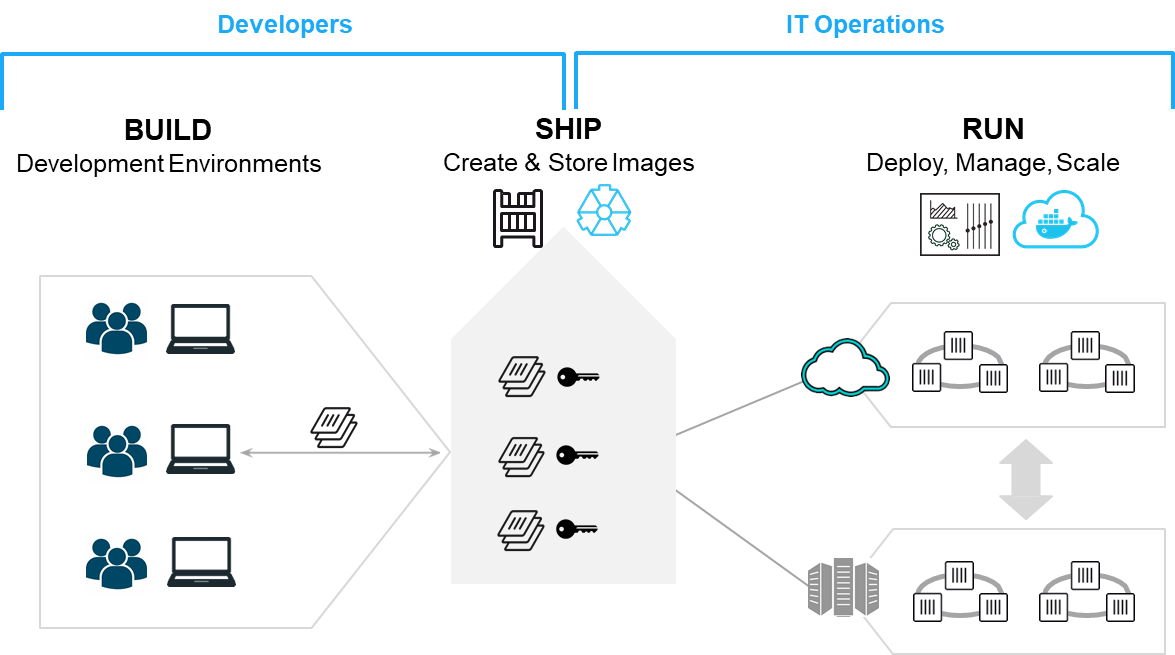 Developers
IT Operations
BUILD
Development Environments
SHIP
Create & Store Images
RUN
Deploy, Manage, Scale